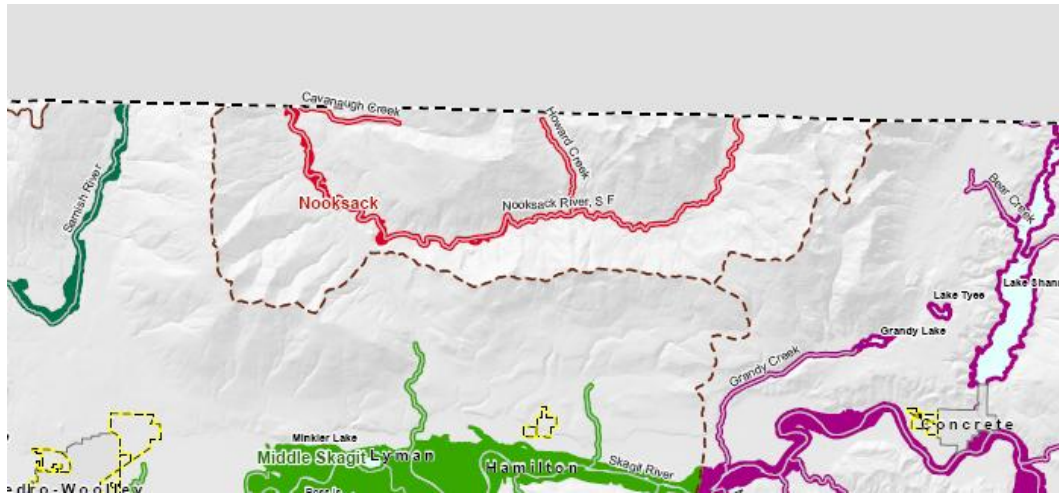 Cavanaugh Creek
Howard Creek
Samish River
Nooksack
Nooksack River, S F
Bear Creek
Lake Tyee
Grandy Lake
Grandy Creek
Concrete
Minkler Lake
Middle Skagit
Lyman
Hamilton
Skagit River